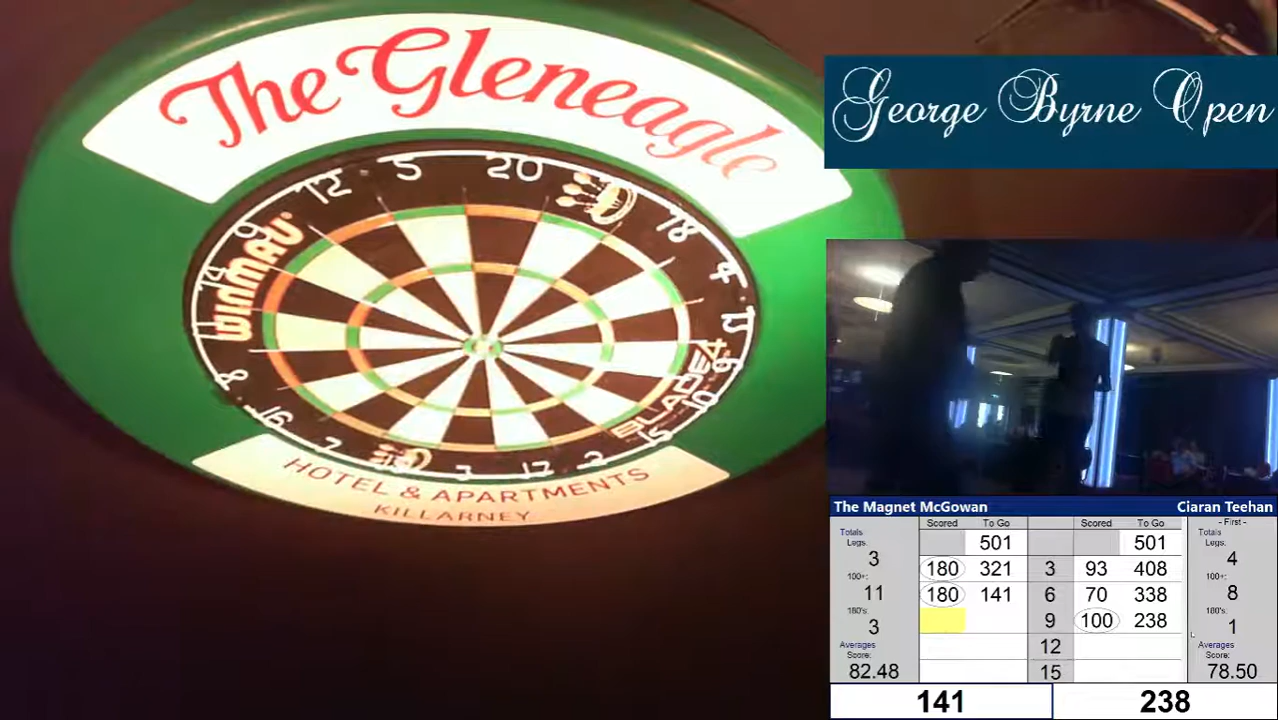 The Gleneagle
George Byrne Open
12 5 20
18
9
4
14
WINMAU
11
BLADE4
8
10
16
15
7
3
17
2
HOTEL & APARTMENTS
KILLARNEY
The Magnet McGowan Ciaran Teehan
Scored To Go Scored To Go - First -
Totals 501 501 Totals
Legs: Legs:
3 180 321 3 93 408 4
100+: 100+:
11 180 141 6 70 338 8
180's: 180's:
3 9 100 238 1
Averages 12 Averages
Score: Score:
82.48 15 78.50
141 238